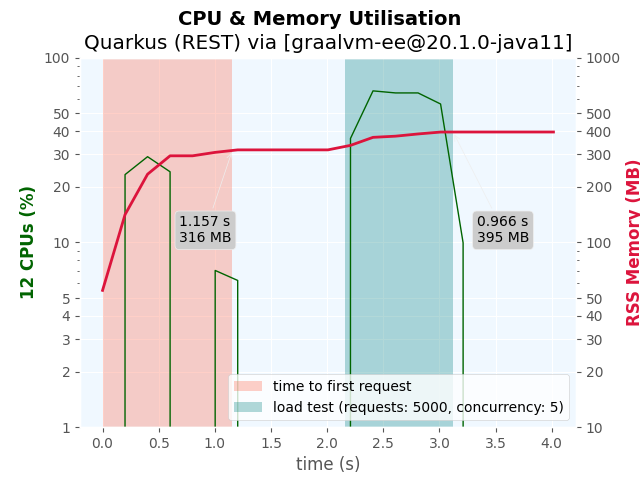 CPU & Memory Utilisation
Quarkus (REST) via [graalvm-ee@20.1.0-java11]
100
50
40
30
20
10
5
4
3
2
1
12 CPUs (%)
1000
500
400
300
200
100
50
40
30
20
10
RSS Memory (MB)
1.157 s
316 MB
0.966 s
395 MB
time to first request
load test (requests: 5000, concurrency: 5)
0.0 0.5 1.0 1.5 2.0 2.5 3.0 3.5 4.0
time (s)